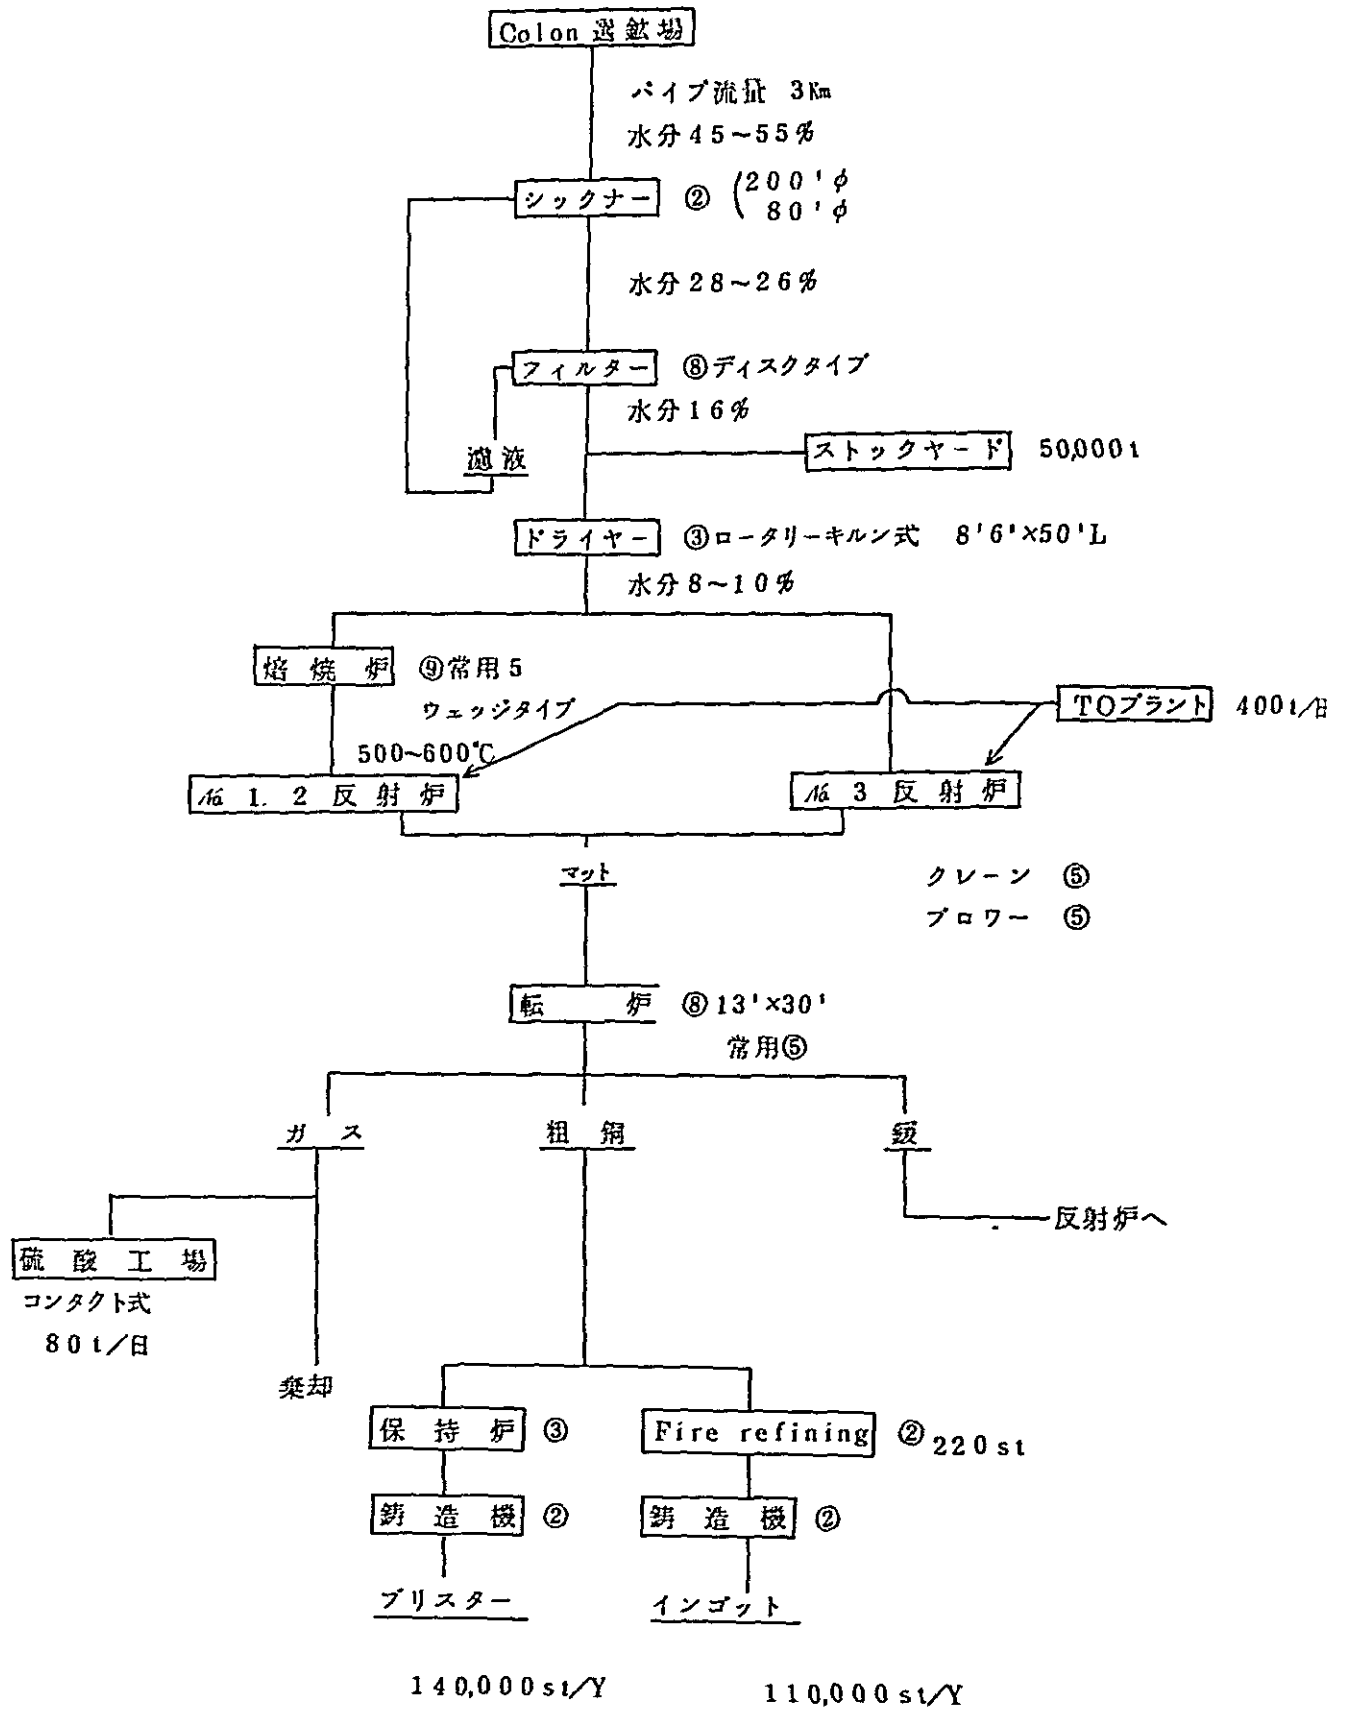 Colon 選鉱場
パイプ流量 3Km
水分45~55%
シックナー ② (200'φ
80'φ
水分28~26%
フィルター ⑧ディスクタイプ
水分16%
ストックヤード 50,000t
濾液
ドライヤー ③ロータリーキルン式 8'6'×50'L
水分8~10%
焙焼炉 ⑨常用5
ウェッジタイプ
TOプラント 400t/日
500~600℃
№ 1. 2 反射炉
№ 3 反射炉
マット
クレーン ⑤
ブロワー ⑤
転炉 ⑧13'×30'
常用⑤
ガス 粗銅 鍰
反射炉へ
硫酸工場
コンタクト式
80t/日
棄却
保持炉 ③
Fire refining ② 220st
鋳造機 ②
鋳造機 ②
ブリスター
インゴット
140,000st/Y
110,000st/Y